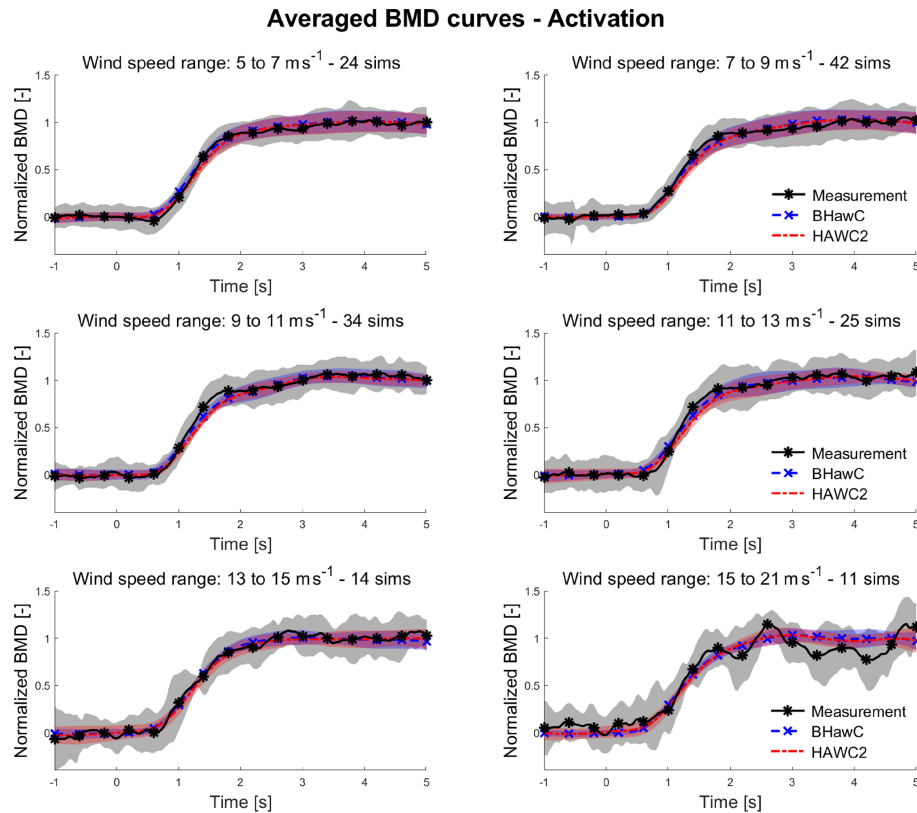 Averaged BMD curves - Activation
Wind speed range: 5 to 7 m s⁻¹ - 24 sims
Normalized BMD [-]
1.5
1
0.5
0
-1 0 1 2 3 4 5
Time [s]
Wind speed range: 7 to 9 m s⁻¹ - 42 sims
Normalized BMD [-]
1.5
1
0.5
0
Measurement
BHawC
HAWC2
-1 0 1 2 3 4 5
Time [s]
Wind speed range: 9 to 11 m s⁻¹ - 34 sims
Normalized BMD [-]
1.5
1
0.5
0
-1 0 1 2 3 4 5
Time [s]
Wind speed range: 11 to 13 m s⁻¹ - 25 sims
Normalized BMD [-]
1.5
1
0.5
0
Measurement
BHawC
HAWC2
-1 0 1 2 3 4 5
Time [s]
Wind speed range: 13 to 15 m s⁻¹ - 14 sims
Normalized BMD [-]
1.5
1
0.5
0
-1 0 1 2 3 4 5
Time [s]
Wind speed range: 15 to 21 m s⁻¹ - 11 sims
Normalized BMD [-]
1.5
1
0.5
0
Measurement
BHawC
HAWC2
-1 0 1 2 3 4 5
Time [s]